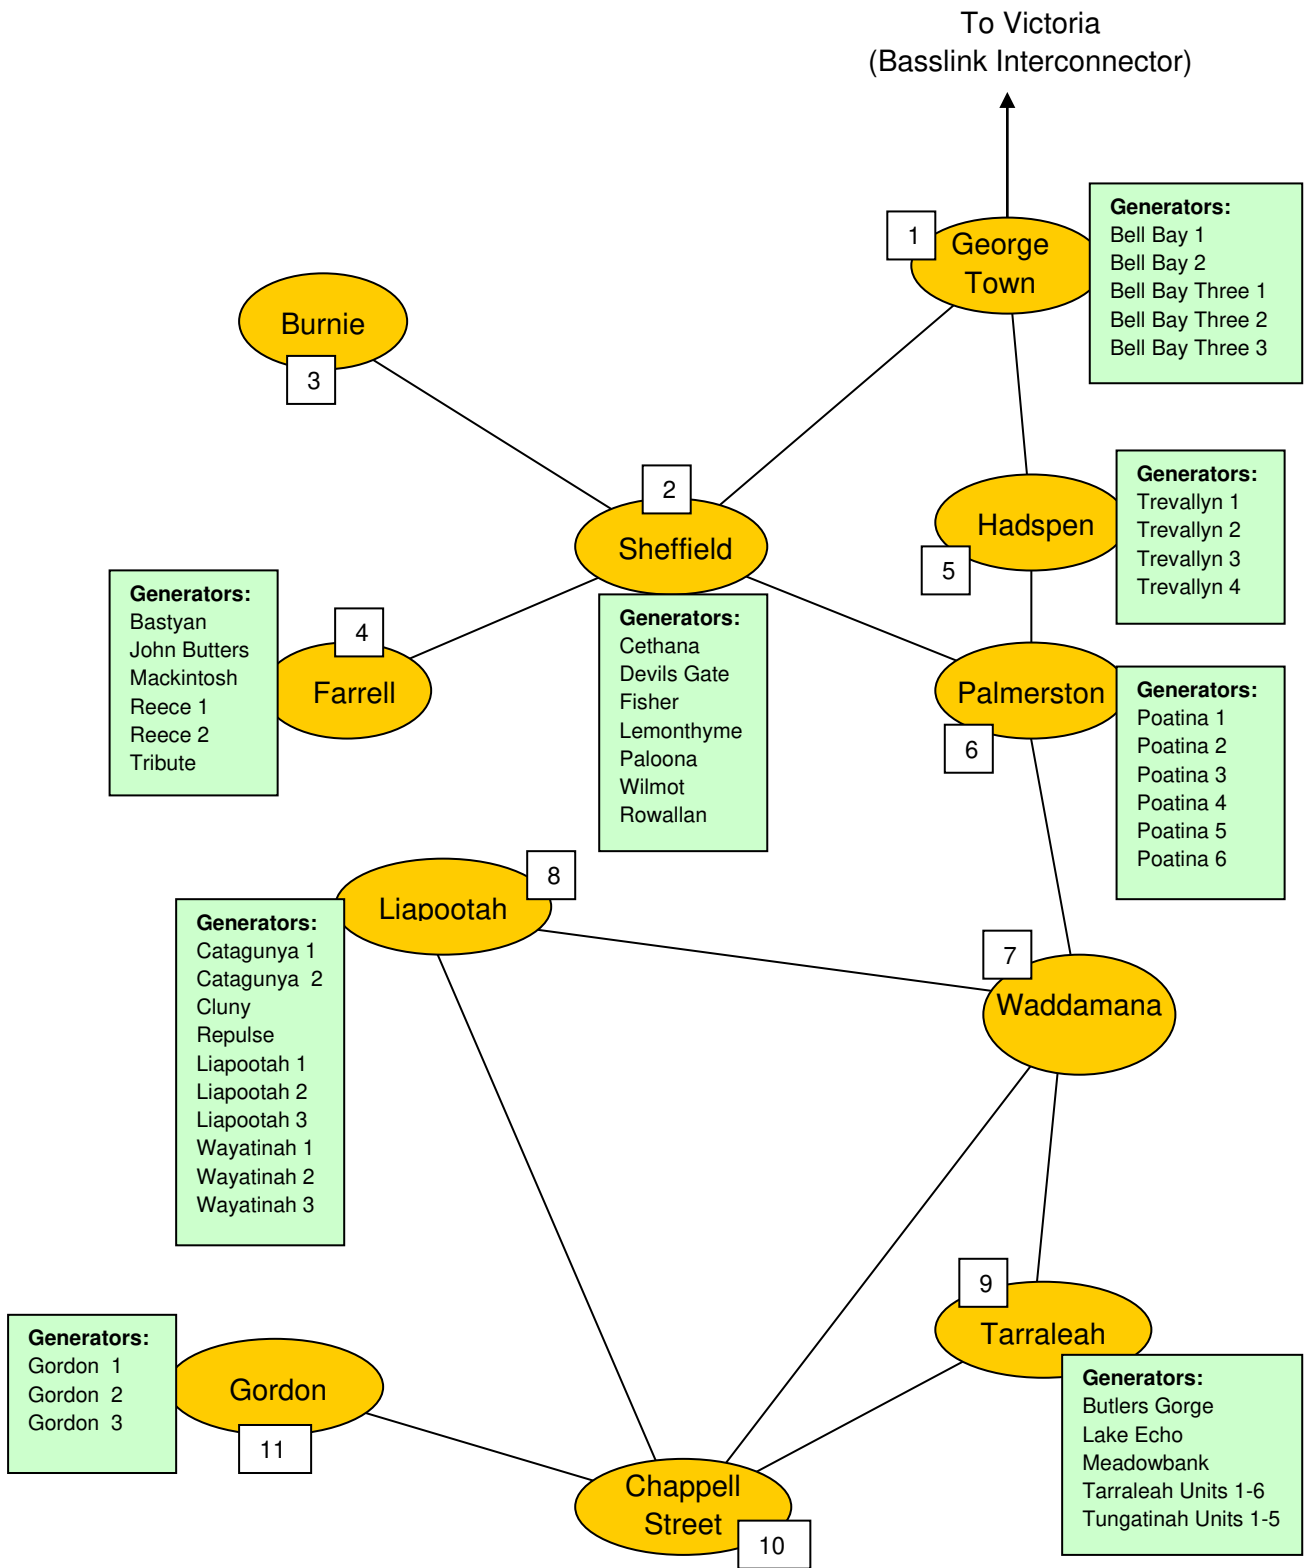 To Victoria
(Basslink Interconnector)
1
George
Town
Generators:
Bell Bay 1
Bell Bay 2
Bell Bay Three 1
Bell Bay Three 2
Bell Bay Three 3
Burnie
3
2
Sheffield
Generators:
Cethana
Devils Gate
Fisher
Lemonthyme
Paloona
Wilmot
Rowallan
Hadspen
5
Generators:
Trevallyn 1
Trevallyn 2
Trevallyn 3
Trevallyn 4
Generators:
Bastyan
John Butters
Mackintosh
Reece 1
Reece 2
Tribute
4
Farrell
Palmerston
6
Generators:
Poatina 1
Poatina 2
Poatina 3
Poatina 4
Poatina 5
Poatina 6
8
Liapootah
Generators:
Catagunya 1
Catagunya 2
Cluny
Repulse
Liapootah 1
Liapootah 2
Liapootah 3
Wayatinah 1
Wayatinah 2
Wayatinah 3
7
Waddamana
9
Tarraleah
Generators:
Butlers Gorge
Lake Echo
Meadowbank
Tarraleah Units 1-6
Tungatinah Units 1-5
Generators:
Gordon 1
Gordon 2
Gordon 3
Gordon
11
Chappell
Street
10